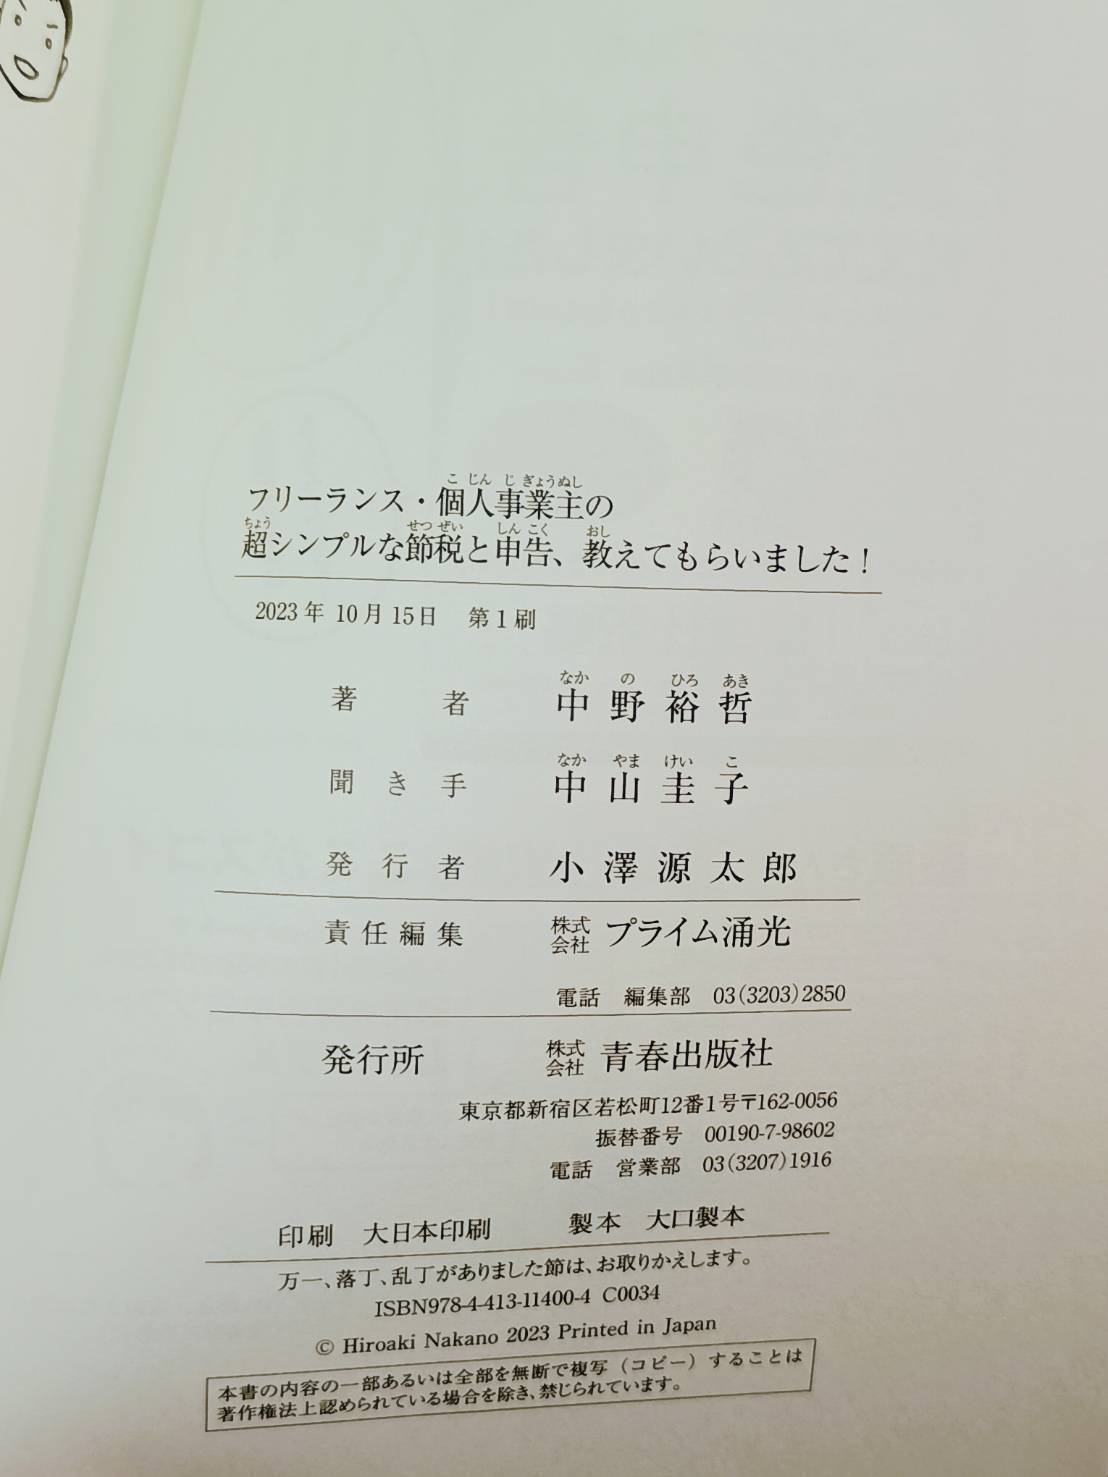 フリーランス・個人事業主の
超シンプルな節税と申告、教えてもらいました！
2023年 10月15日　第1刷
著者　中野裕哲
聞き手　中山圭子
発行者　小澤源太郎
責任編集　株式会社 プライム涌光
電話　編集部　03(3203)2850
発行所　株式会社 青春出版社
東京都新宿区若松町12番1号〒162-0056
振替番号　00190-7-98602
電話　営業部　03(3207)1916
印刷　大日本印刷　製本　大口製本
万一、落丁、乱丁がありました節は、お取りかえします。
ISBN978-4-413-11400-4 C0034
© Hiroaki Nakano 2023 Printed in Japan
本書の内容の一部あるいは全部を無断で複写（コピー）することは
著作権法上認められている場合を除き、禁じられています。